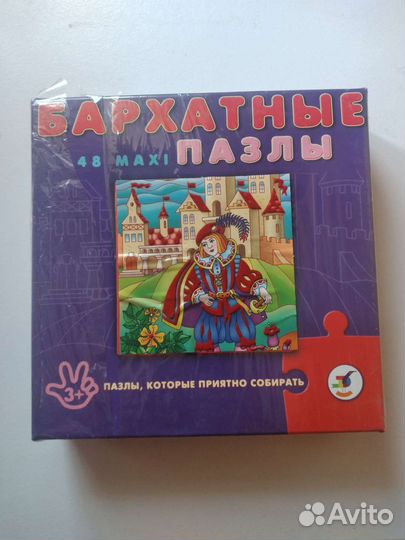 БАРХАТНЫЕ
48 MAXI ПАЗЛЫ
3+
ПАЗЛЫ, КОТОРЫЕ ПРИЯТНО СОБИРАТЬ
Avito